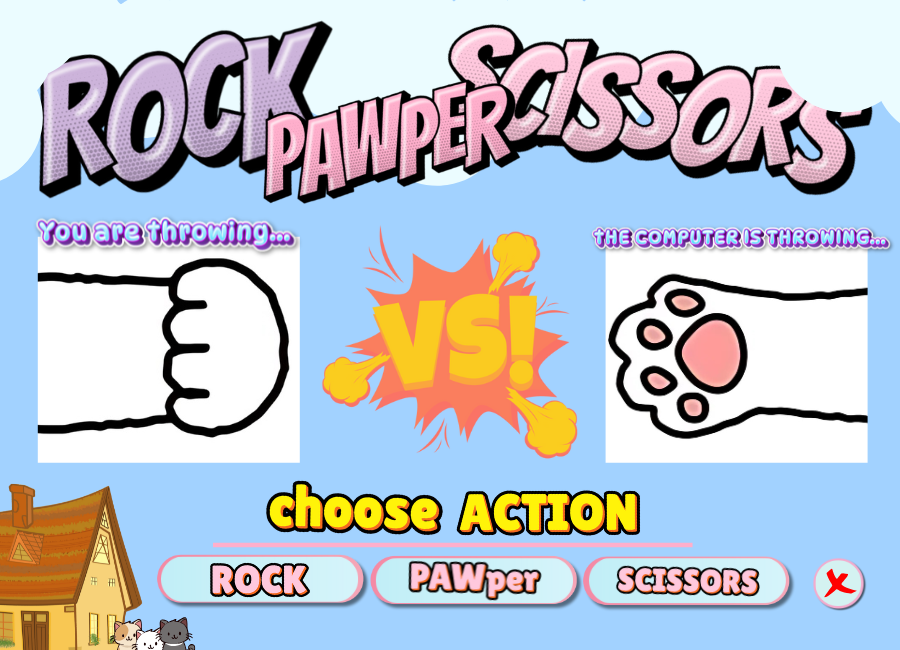 ROCK PAWPER SCISSORS
You are throwing...
THE COMPUTER IS THROWING...
VS!
choose ACTION
ROCK
PAWper
SCISSORS
X